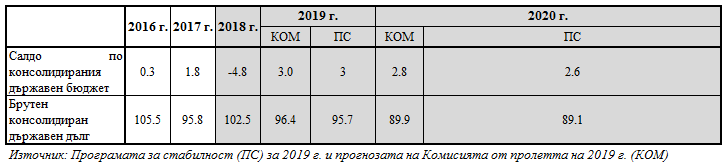 2016 г. 2017 г. 2018 г. 2019 г. 2020 г.
КОМ ПС КОМ ПС
Салдо по
консолидирания
държавен бюджет
0.3 1.8 -4.8 3.0 3 2.8 2.6
Брутен
консолидиран
държавен дълг
105.5 95.8 102.5 96.4 95.7 89.9 89.1
Източник: Програмата за стабилност (ПС) за 2019 г. и прогнозата на Комисията от пролетта на 2019 г. (КОМ)